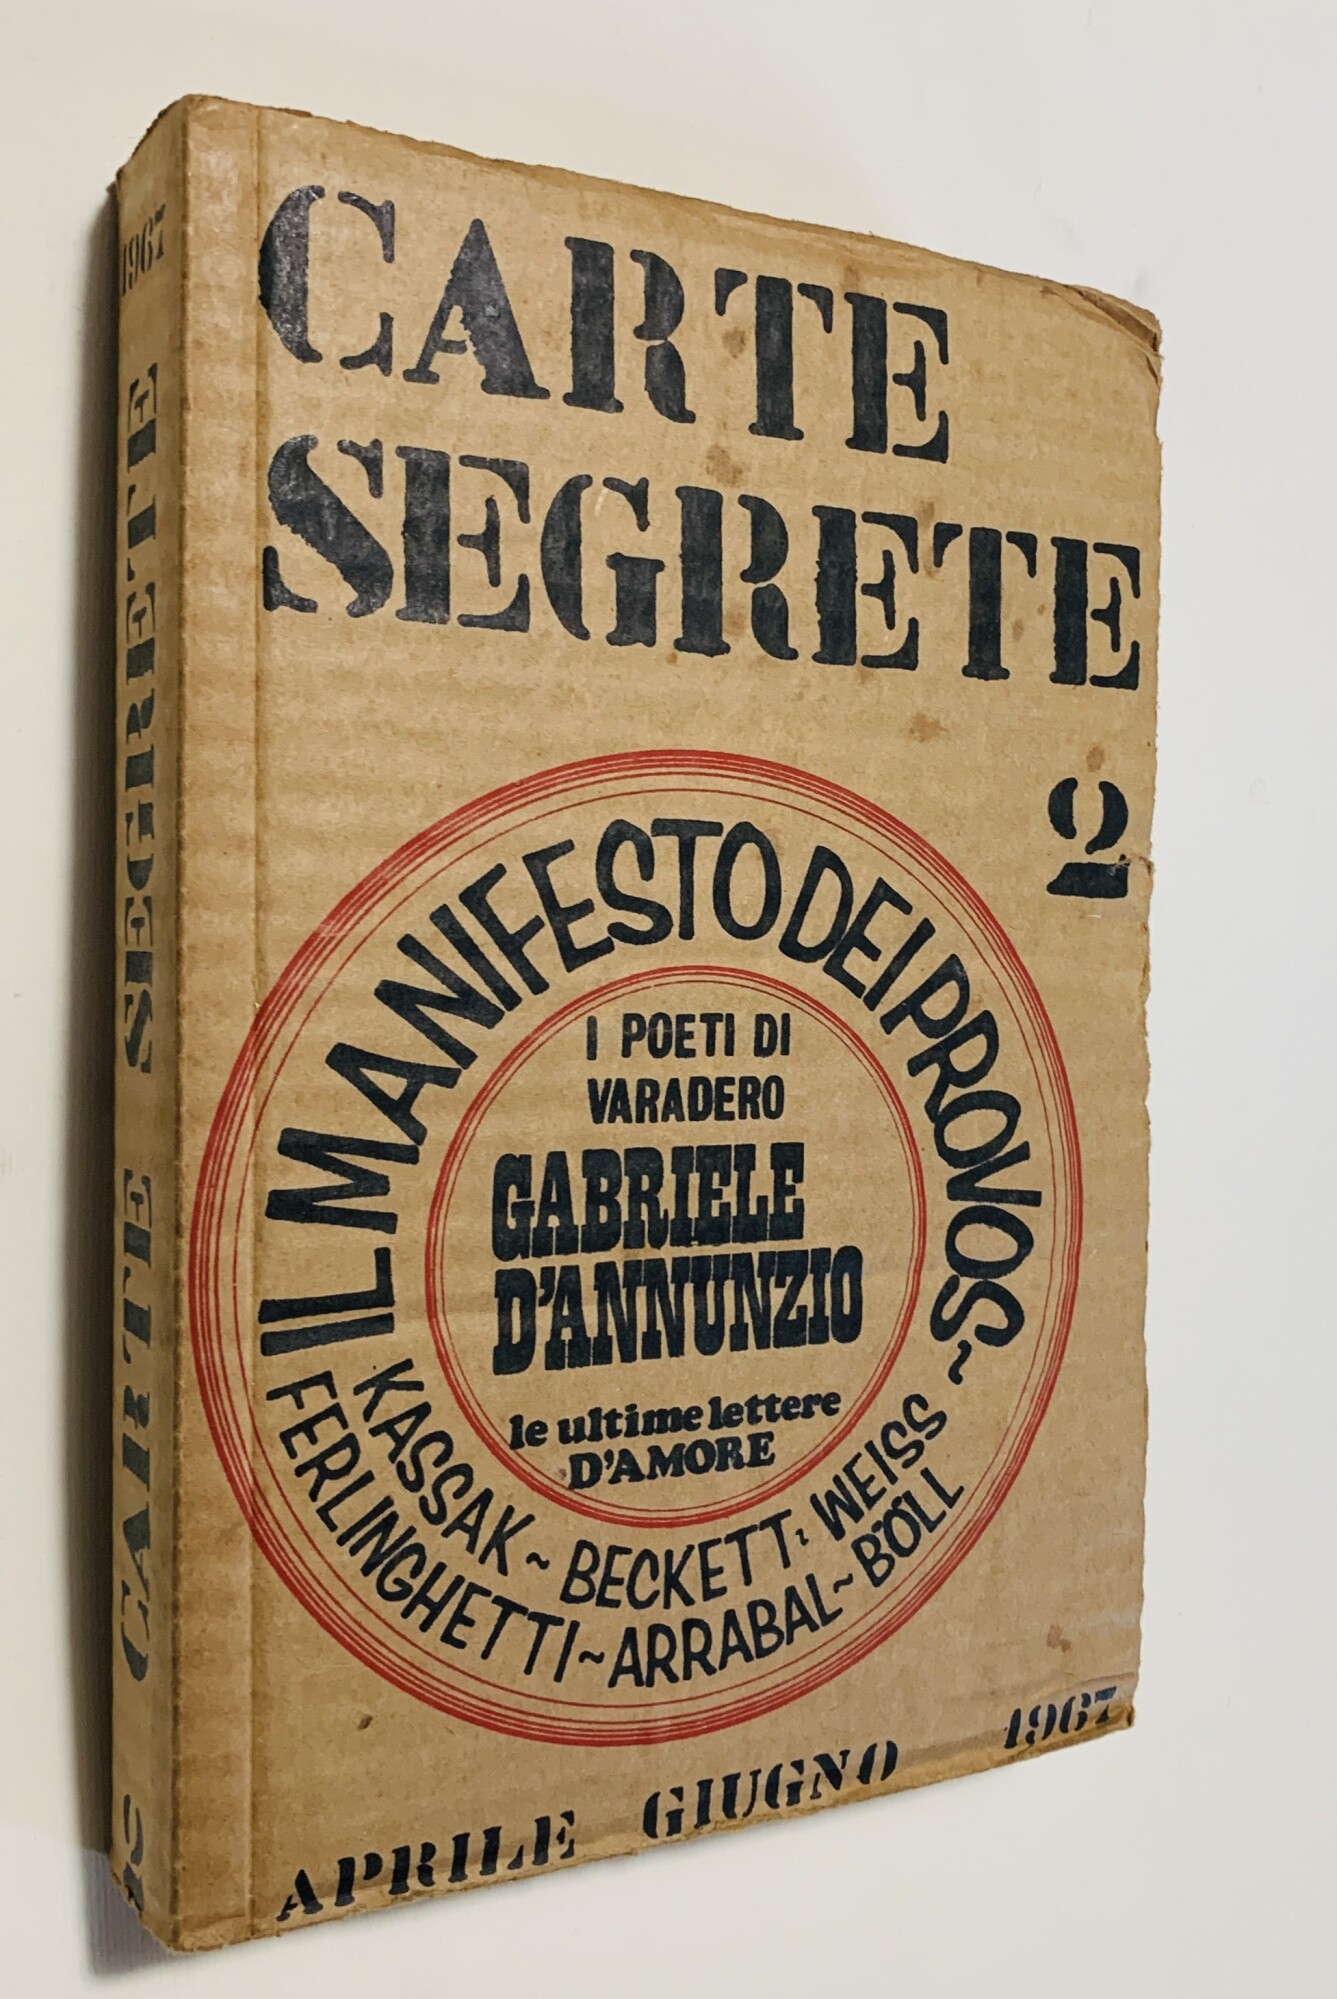 CARTE
SEGRETE
2
IL MANIFESTO DEI PROVOS ~
I POETI DI
VARADERO
GABRIELE
D'ANNUNZIO
le ultime lettere
D'AMORE
KASSAK ~ BECKETT, WEISS
FERLINGHETTI ~ ARRABAL ~ BÖLL
APRILE GIUGNO 1967
2 CARTE SEGRETE 1967